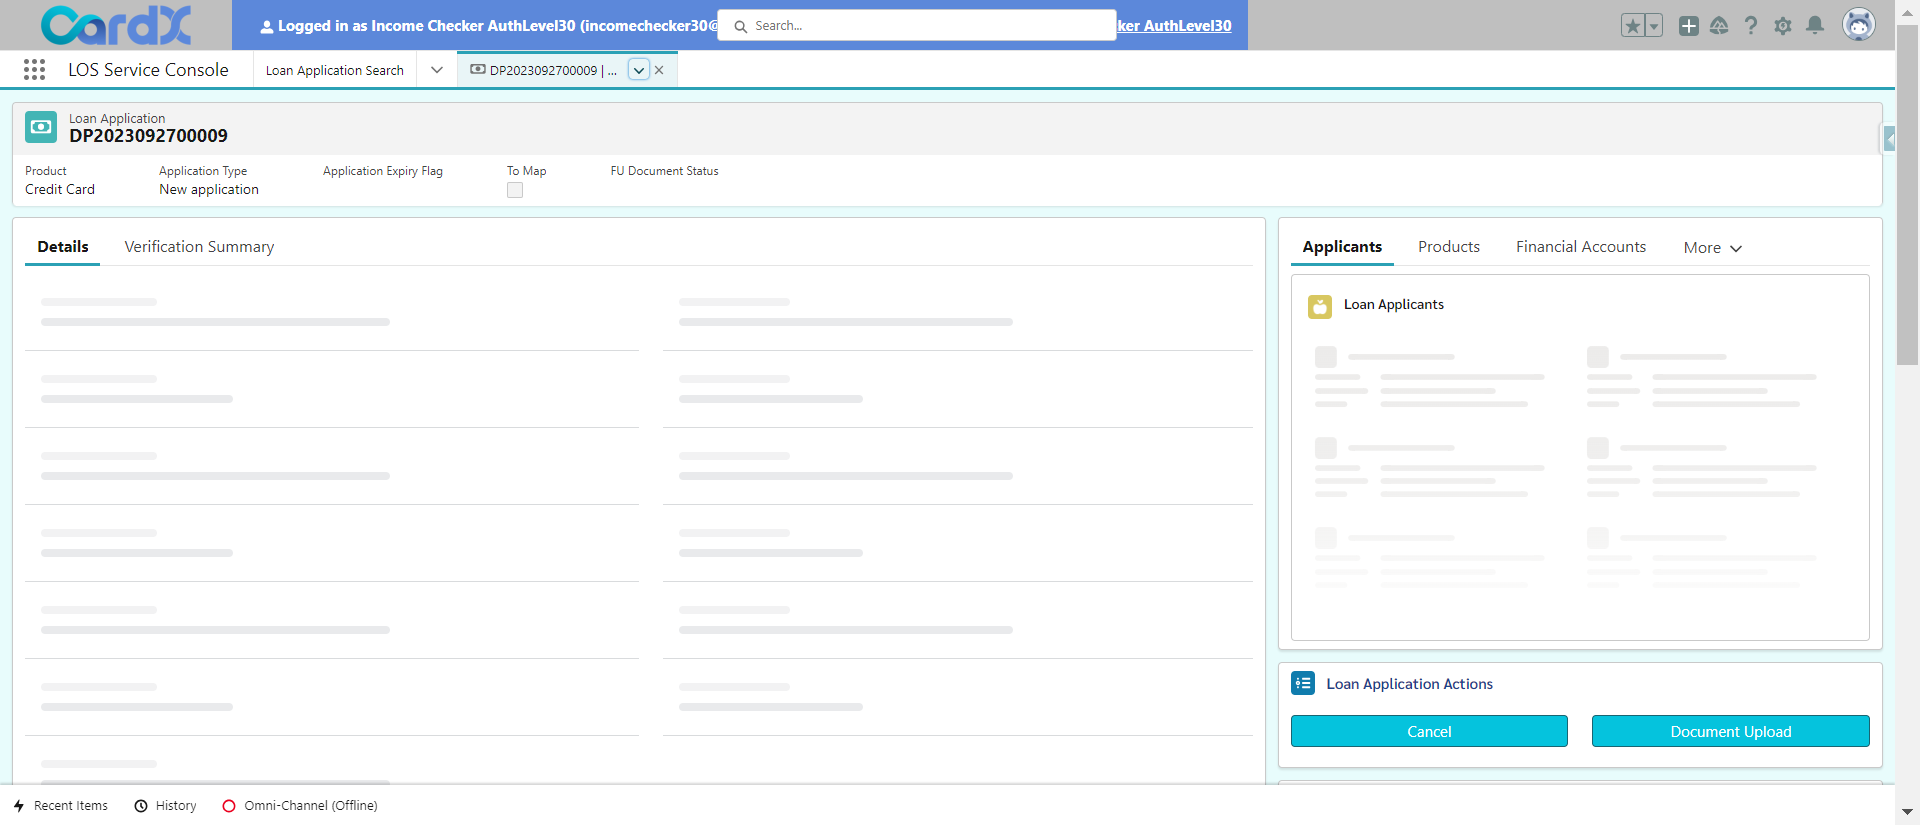 CardX
Logged in as Income Checker AuthLevel30 (incomechecker30@
Search...
ker AuthLevel30
LOS Service Console
Loan Application Search
DP2023092700009 | ...
Loan Application
DP2023092700009
Product
Application Type
Application Expiry Flag
To Map
FU Document Status
Credit Card
New application
Details
Verification Summary
Applicants
Products
Financial Accounts
More
Loan Applicants
Loan Application Actions
Cancel
Document Upload
Recent Items
History
Omni-Channel (Offline)